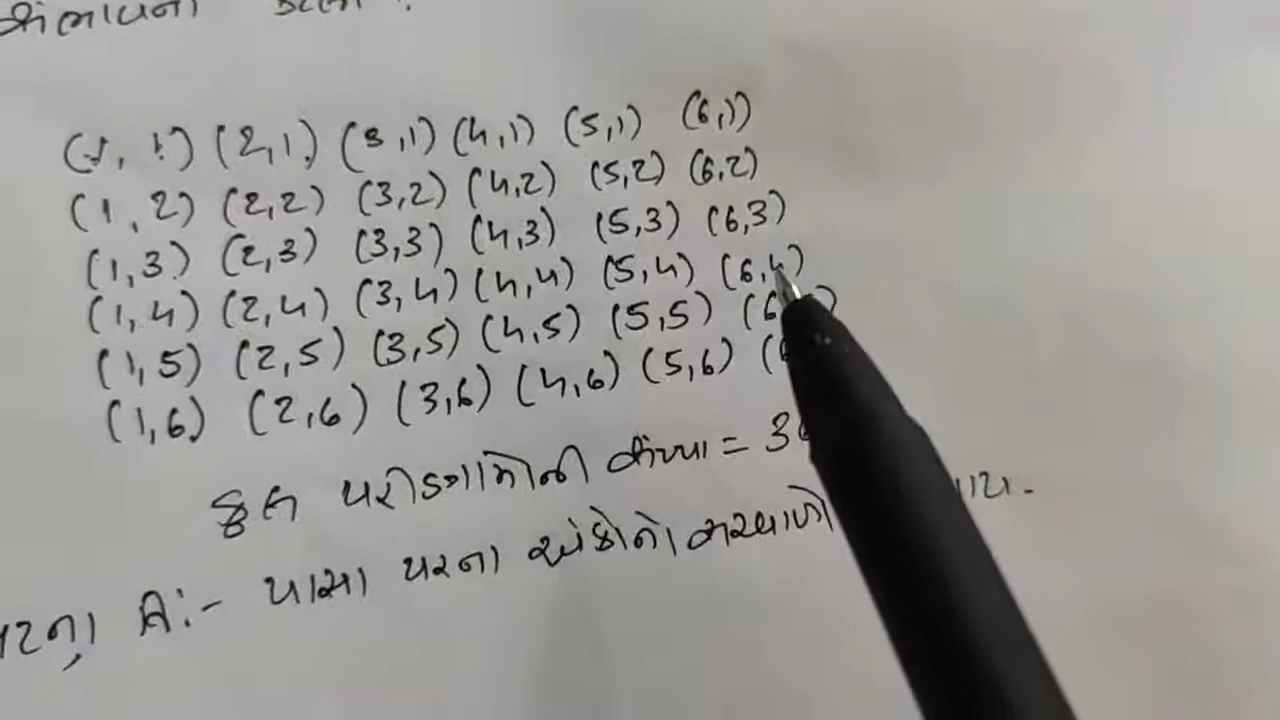 (1, 1) (2,1) (3,1) (4,1) (5,1) (6,1)
(1, 2) (2,2) (3,2) (4,2) (5,2) (6,2)
(1,3) (2,3) (3,3) (4,3) (5,3) (6,3)
(1,4) (2,4) (3,4) (4,4) (5,4) (6,4)
(1,5) (2,5) (3,5) (4,5) (5,5) (6
(1,6) (2,6) (3,6) (4,6) (5,6) (
કુલ પરીણામોની સંખ્યા = 3
A:- પાસા પરના અંકોનો સરવાળો